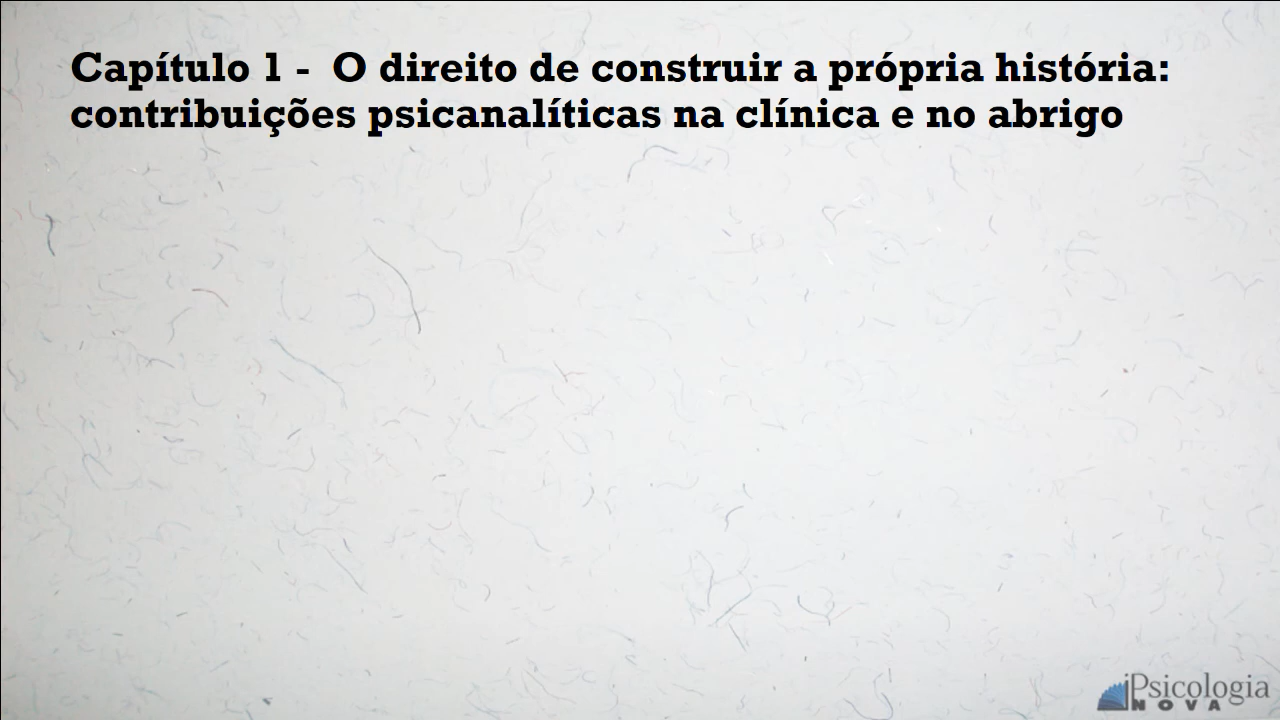 Capítulo 1 - O direito de construir a própria história:
contribuições psicanalíticas na clínica e no abrigo
Psicologia
NOVA